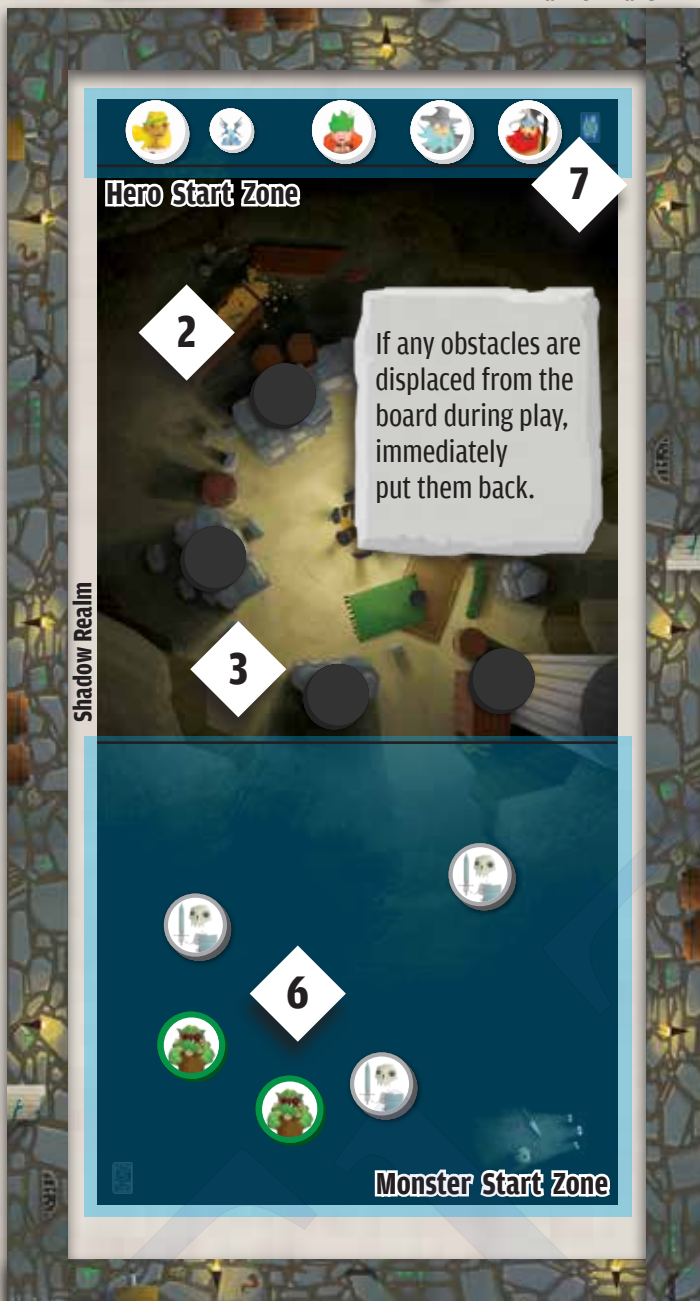 7
Hero Start Zone
2
If any obstacles are
displaced from the
board during play,
immediately
put them back.
Shadow Realm
3
6
Monster Start Zone